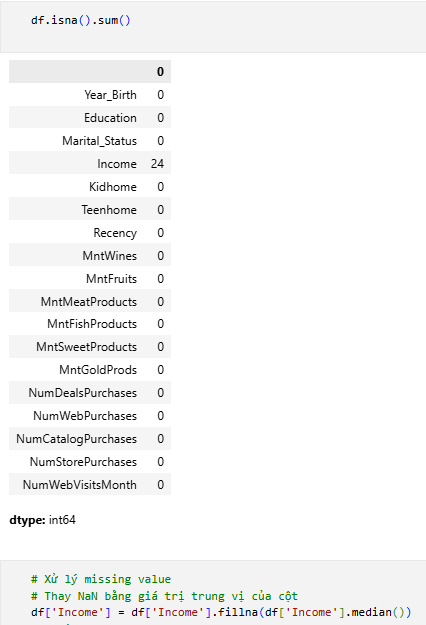 df.isna().sum()
0
Year_Birth 0
Education 0
Marital_Status 0
Income 24
Kidhome 0
Teenhome 0
Recency 0
MntWines 0
MntFruits 0
MntMeatProducts 0
MntFishProducts 0
MntSweetProducts 0
MntGoldProds 0
NumDealsPurchases 0
NumWebPurchases 0
NumCatalogPurchases 0
NumStorePurchases 0
NumWebVisitsMonth 0
dtype: int64
# Xử lý missing value
# Thay NaN bằng giá trị trung vị của cột
df['Income'] = df['Income'].fillna(df['Income'].median())